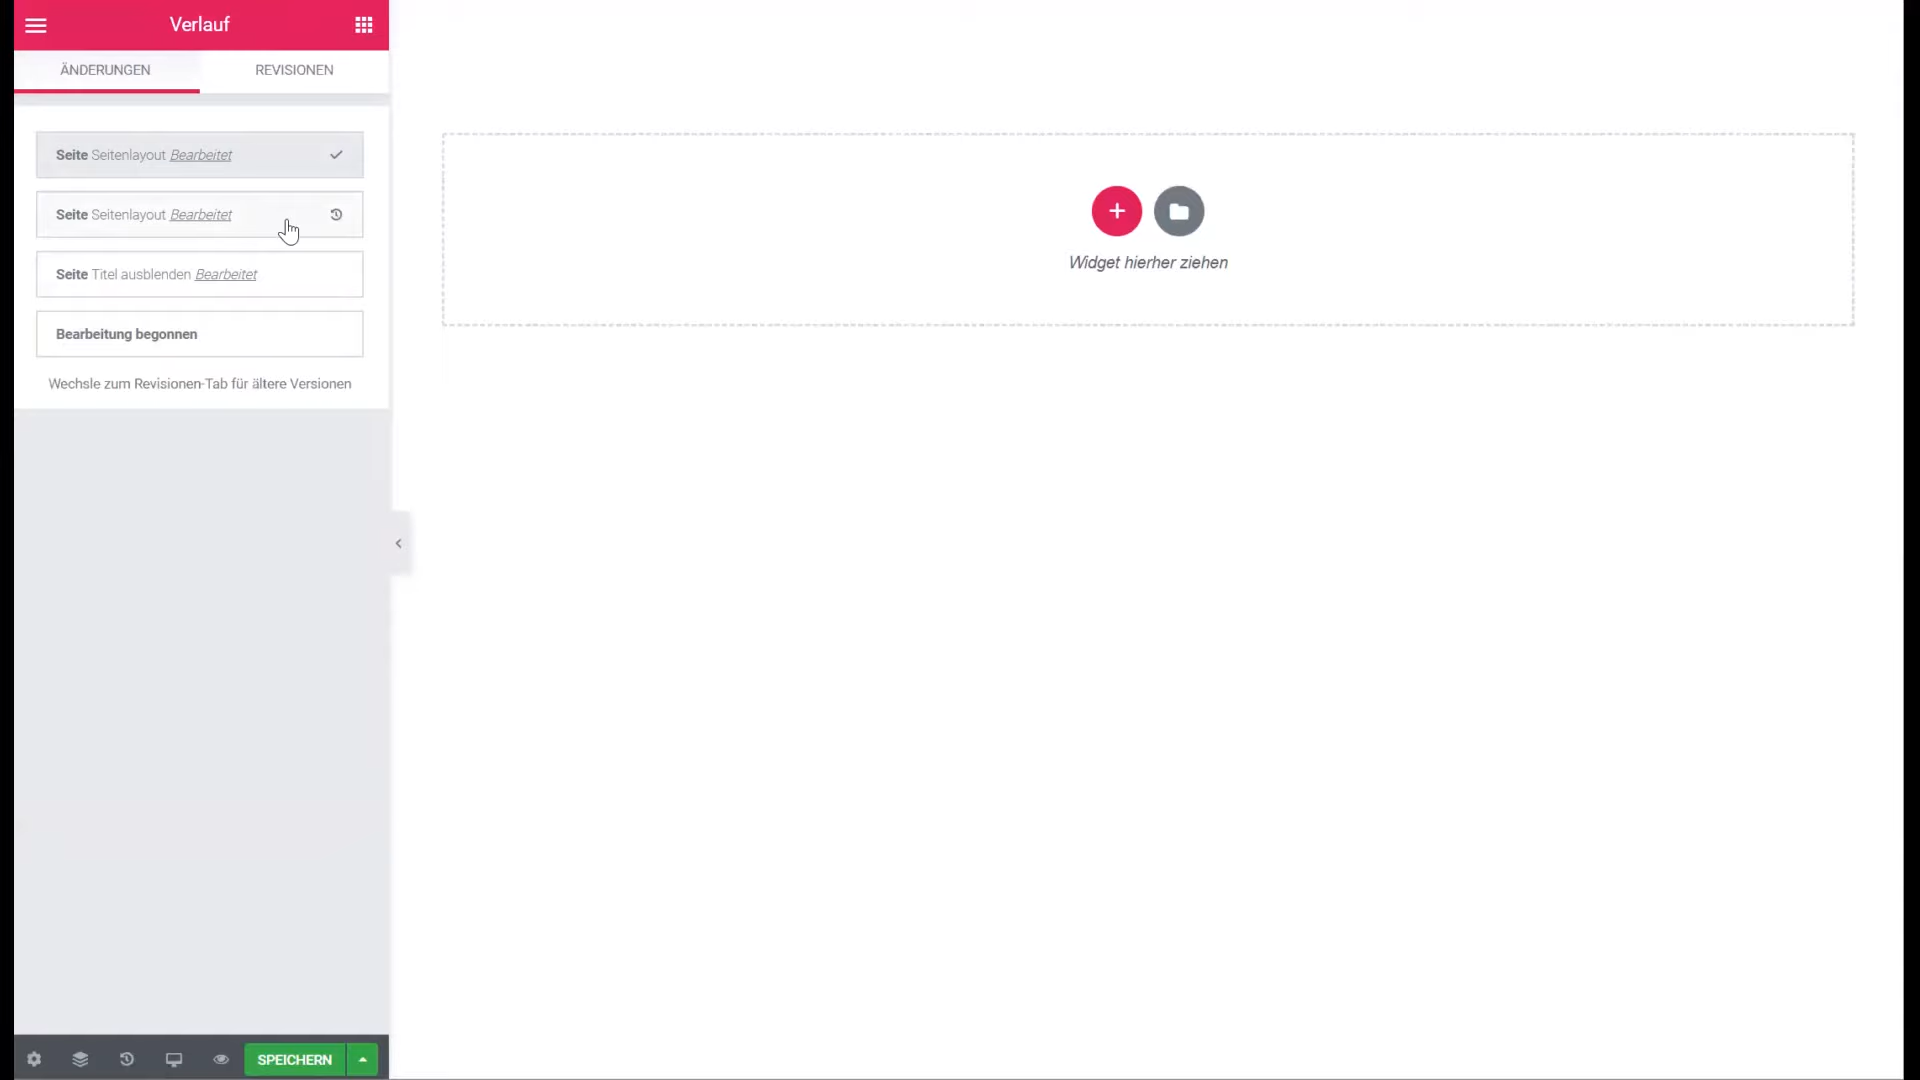 Verlauf
ÄNDERUNGEN
REVISIONEN
Seite Seitenlayout Bearbeitet
Seite Seitenlayout Bearbeitet
Seite Titel ausblenden Bearbeitet
Bearbeitung begonnen
Wechsle zum Revisionen-Tab für ältere Versionen
Widget hierher ziehen
SPEICHERN